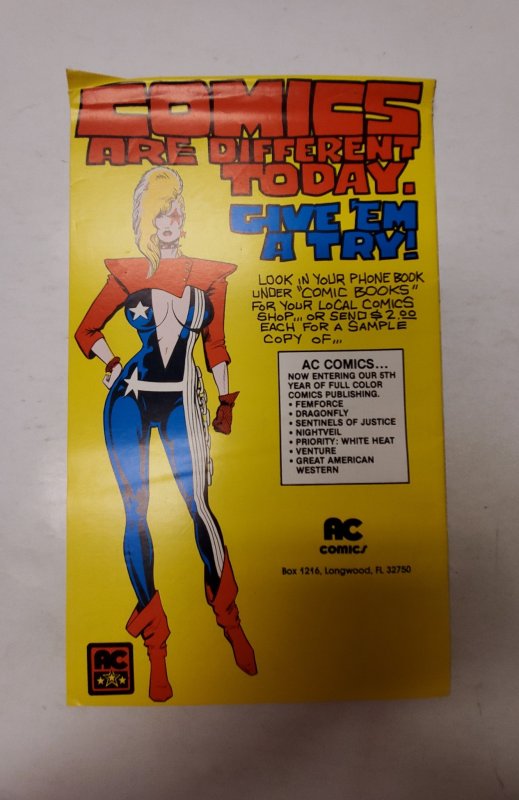 COMICS
ARE DIFFERENT
TODAY.
GIVE 'EM
A TRY!
LOOK IN YOUR PHONE BOOK
UNDER "COMIC BOOKS"
FOR YOUR LOCAL COMICS
SHOP... OR SEND $2.00
EACH FOR A SAMPLE
COPY OF...
AC COMICS...
NOW ENTERING OUR 5TH
YEAR OF FULL COLOR
COMICS PUBLISHING.
• FEMFORCE
• DRAGONFLY
• SENTINELS OF JUSTICE
• NIGHTVEIL
• PRIORITY: WHITE HEAT
• VENTURE
• GREAT AMERICAN
WESTERN
AC
COMICS
Box 1216, Longwood, FL 32750
AC